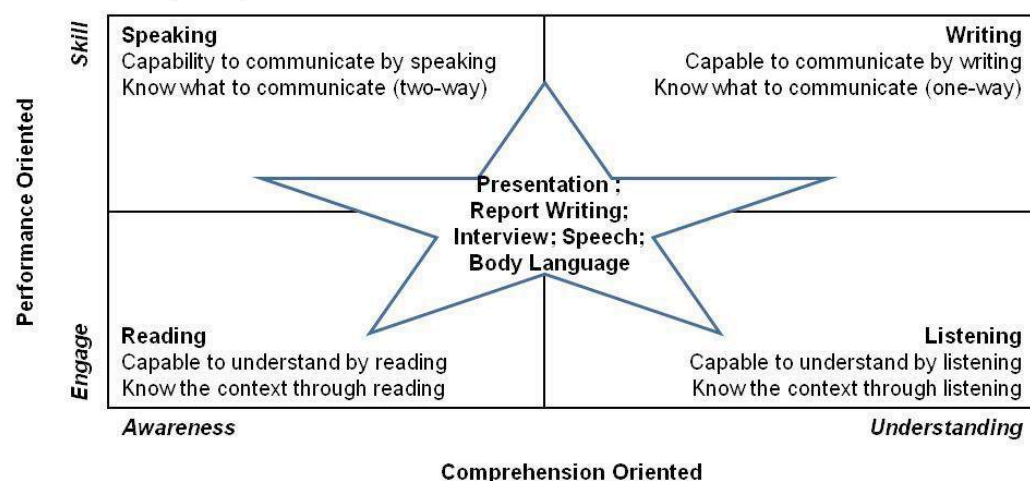 Skill
Performance Oriented
Engage
Speaking
Capability to communicate by speaking
Know what to communicate (two-way)
Writing
Capable to communicate by writing
Know what to communicate (one-way)
Presentation ;
Report Writing;
Interview; Speech;
Body Language
Reading
Capable to understand by reading
Know the context through reading
Listening
Capable to understand by listening
Know the context through listening
Awareness
Understanding
Comprehension Oriented